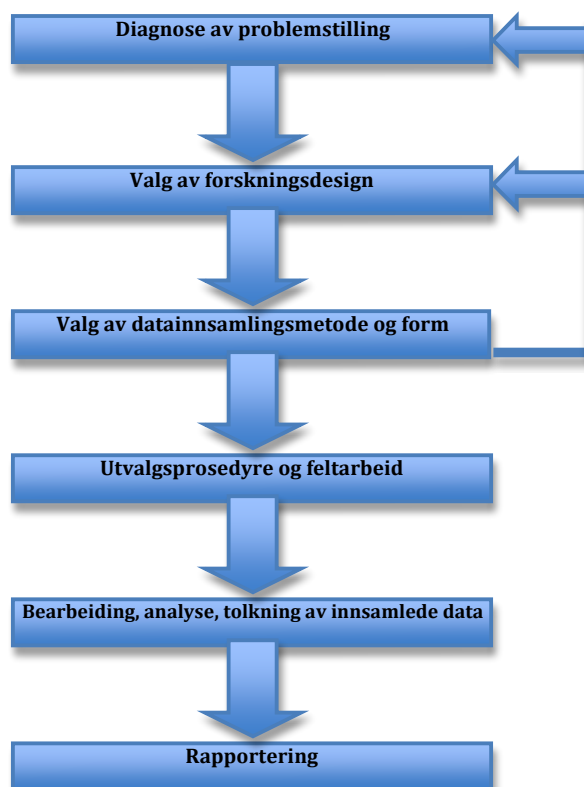 Diagnose av problemstilling
Valg av forskningsdesign
Valg av datainnsamlingsmetode og form
Utvalgsprosedyre og feltarbeid
Bearbeiding, analyse, tolkning av innsamlede data
Rapportering